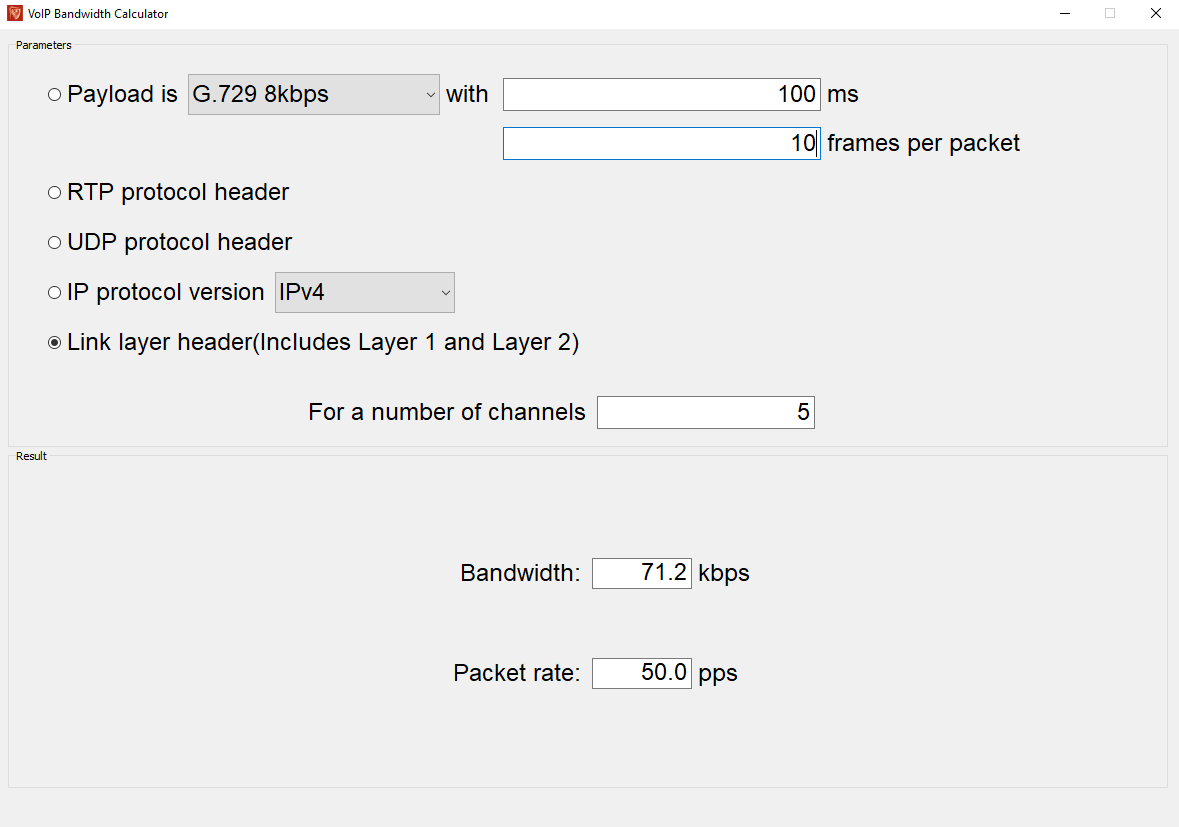 VoIP Bandwidth Calculator
Parameters
Payload is G.729 8kbps with 100 ms
10 frames per packet
RTP protocol header
UDP protocol header
IP protocol version IPv4
Link layer header(Includes Layer 1 and Layer 2)
For a number of channels 5
Result
Bandwidth: 71.2 kbps
Packet rate: 50.0 pps